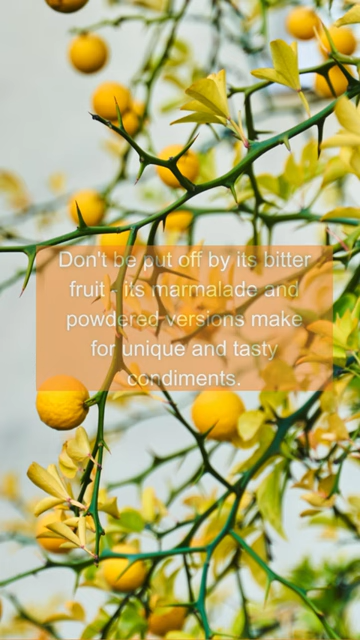 Don't be put off by its bitter
fruit - its marmalade and
powdered versions make
for unique and tasty
condiments.